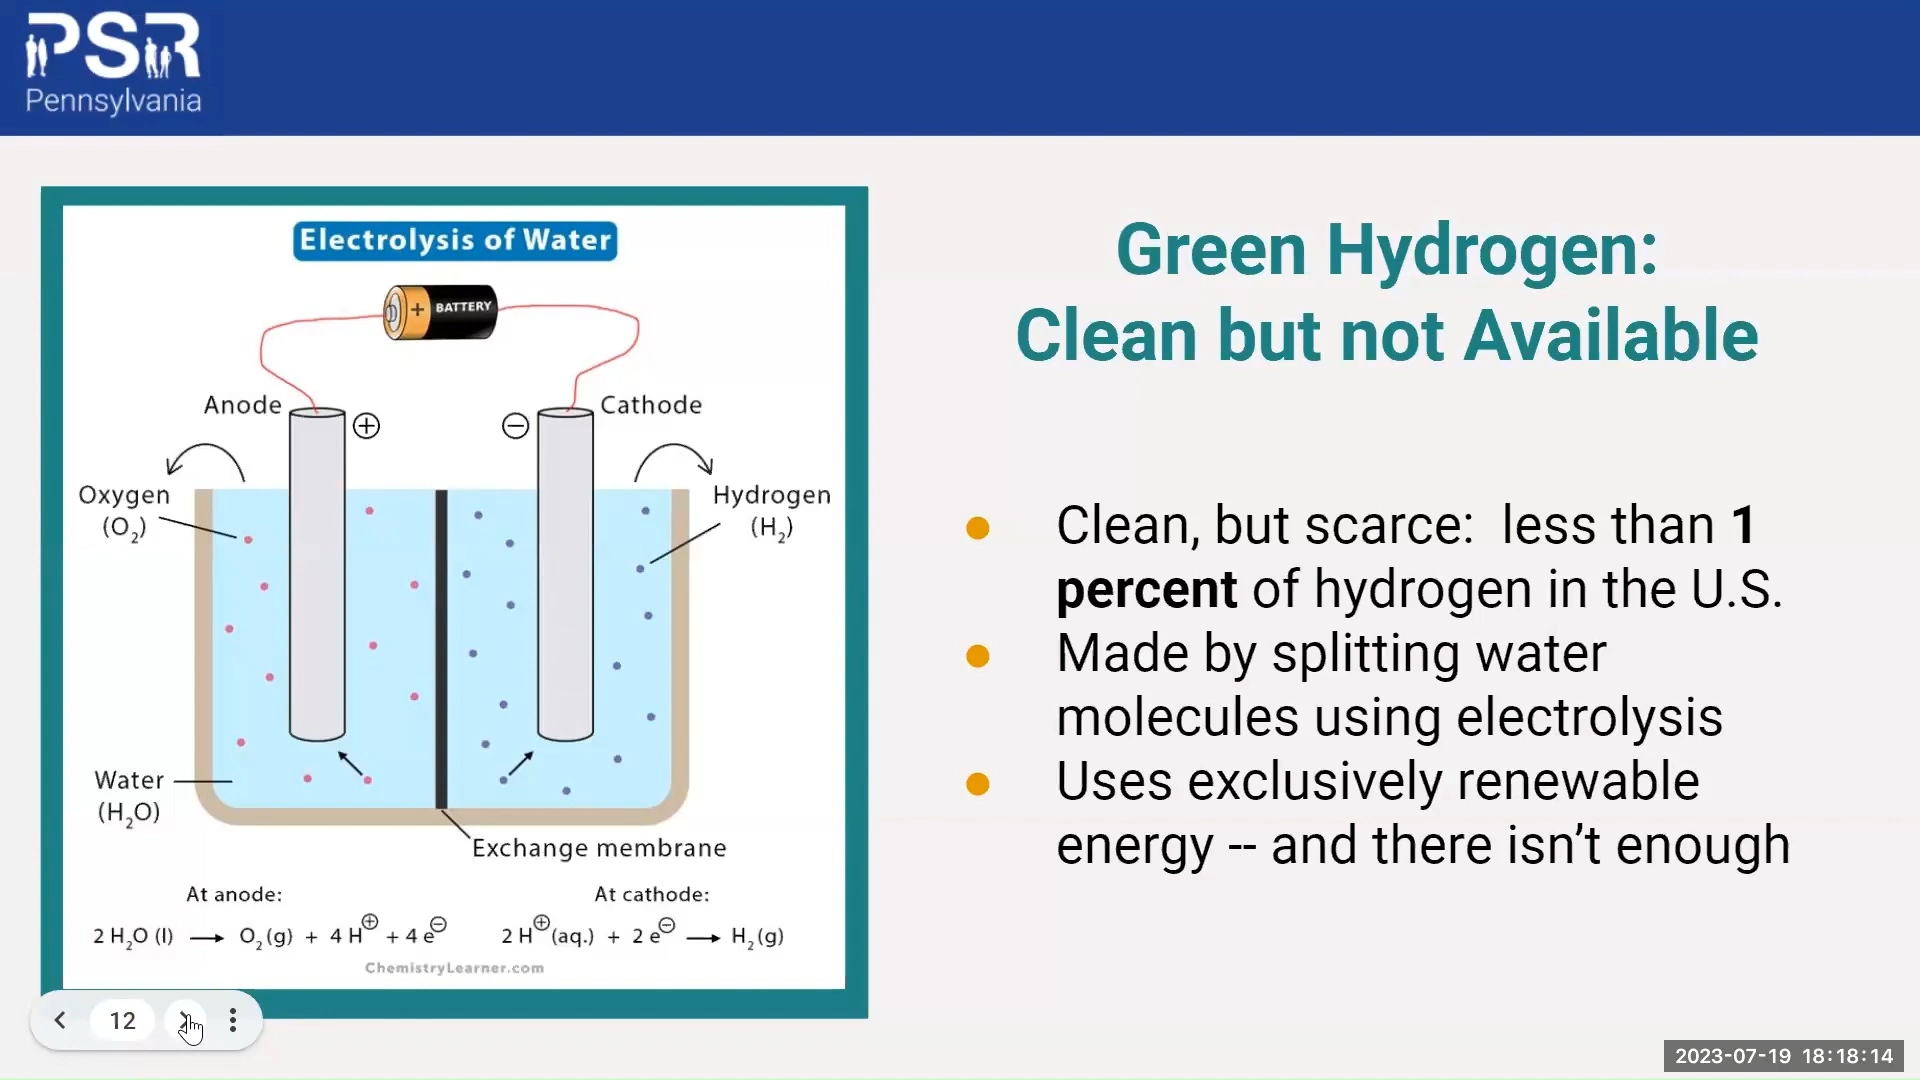 PSR
Pennsylvania
Electrolysis of Water
+ BATTERY
Anode
+
−
Cathode
Oxygen
(O₂)
Hydrogen
(H₂)
Water
(H₂O)
Exchange membrane
At anode:
2 H₂O (l) → O₂ (g) + 4 H⊕ + 4 e⊖
At cathode:
2 H⊕ (aq.) + 2 e⊖ → H₂ (g)
ChemistryLearner.com
Green Hydrogen:
Clean but not Available
● Clean, but scarce: less than 1
percent of hydrogen in the U.S.
● Made by splitting water
molecules using electrolysis
● Uses exclusively renewable
energy -- and there isn’t enough
12
2023-07-19 18:18:14